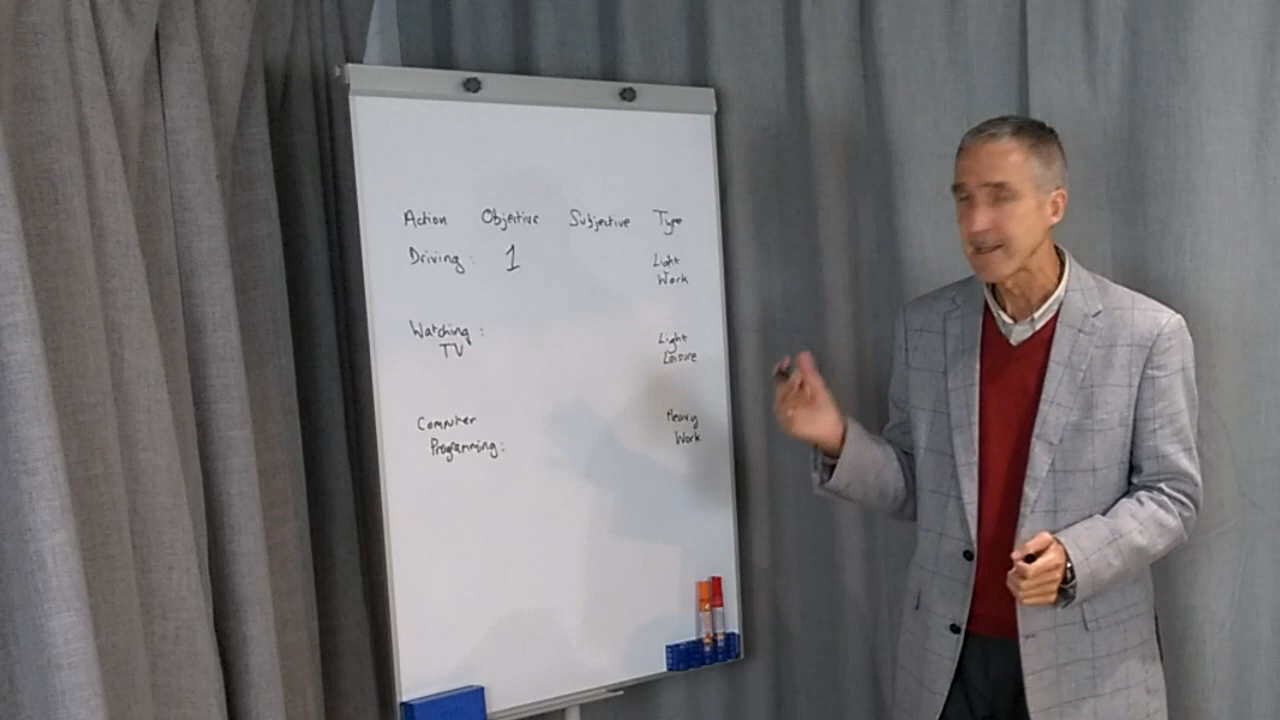 Action Objective Subjective Type
Driving: 1 Light
Work
Watching : Light
TV Leisure
Computer Heavy
Programming: Work